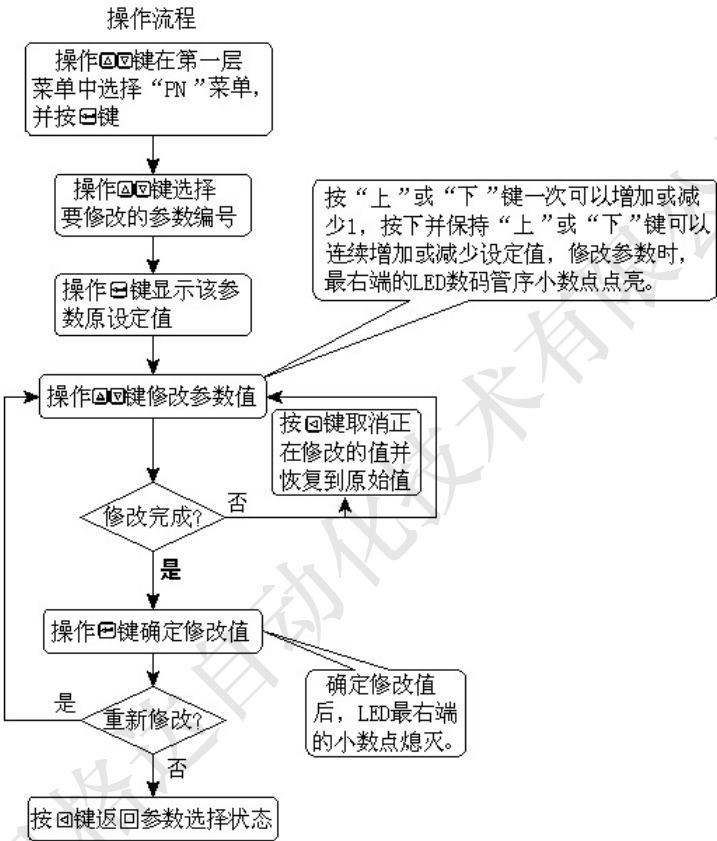 操作流程
操作▲▼键在第一层
菜单中选择“PN”菜单，
并按↵键
操作▲▼键选择
要修改的参数编号
按“上”或“下”键一次可以增加或减
少1，按下并保持“上”或“下”键可以
连续增加或减少设定值，修改参数时，
最右端的LED数码管序小数点点亮。
操作↵键显示该参
数原设定值
操作▲▼键修改参数值
按◁键取消正
在修改的值并
恢复到原始值
修改完成?
否
是
操作↵键确定修改值
确定修改值
后，LED最右端
的小数点熄灭。
是
重新修改?
否
按◁键返回参数选择状态
自动化技术有限公